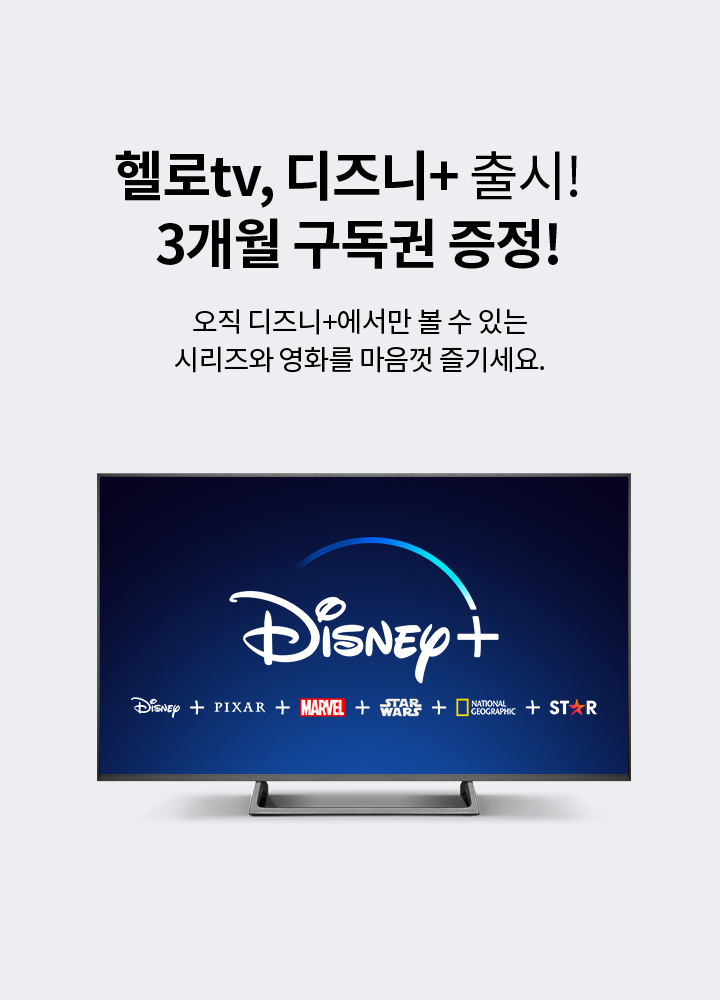 헬로tv, 디즈니+ 출시!
3개월 구독권 증정!
오직 디즈니+에서만 볼 수 있는
시리즈와 영화를 마음껏 즐기세요.
Disney+
Disney + PIXAR + MARVEL + STAR WARS + NATIONAL GEOGRAPHIC + STAR